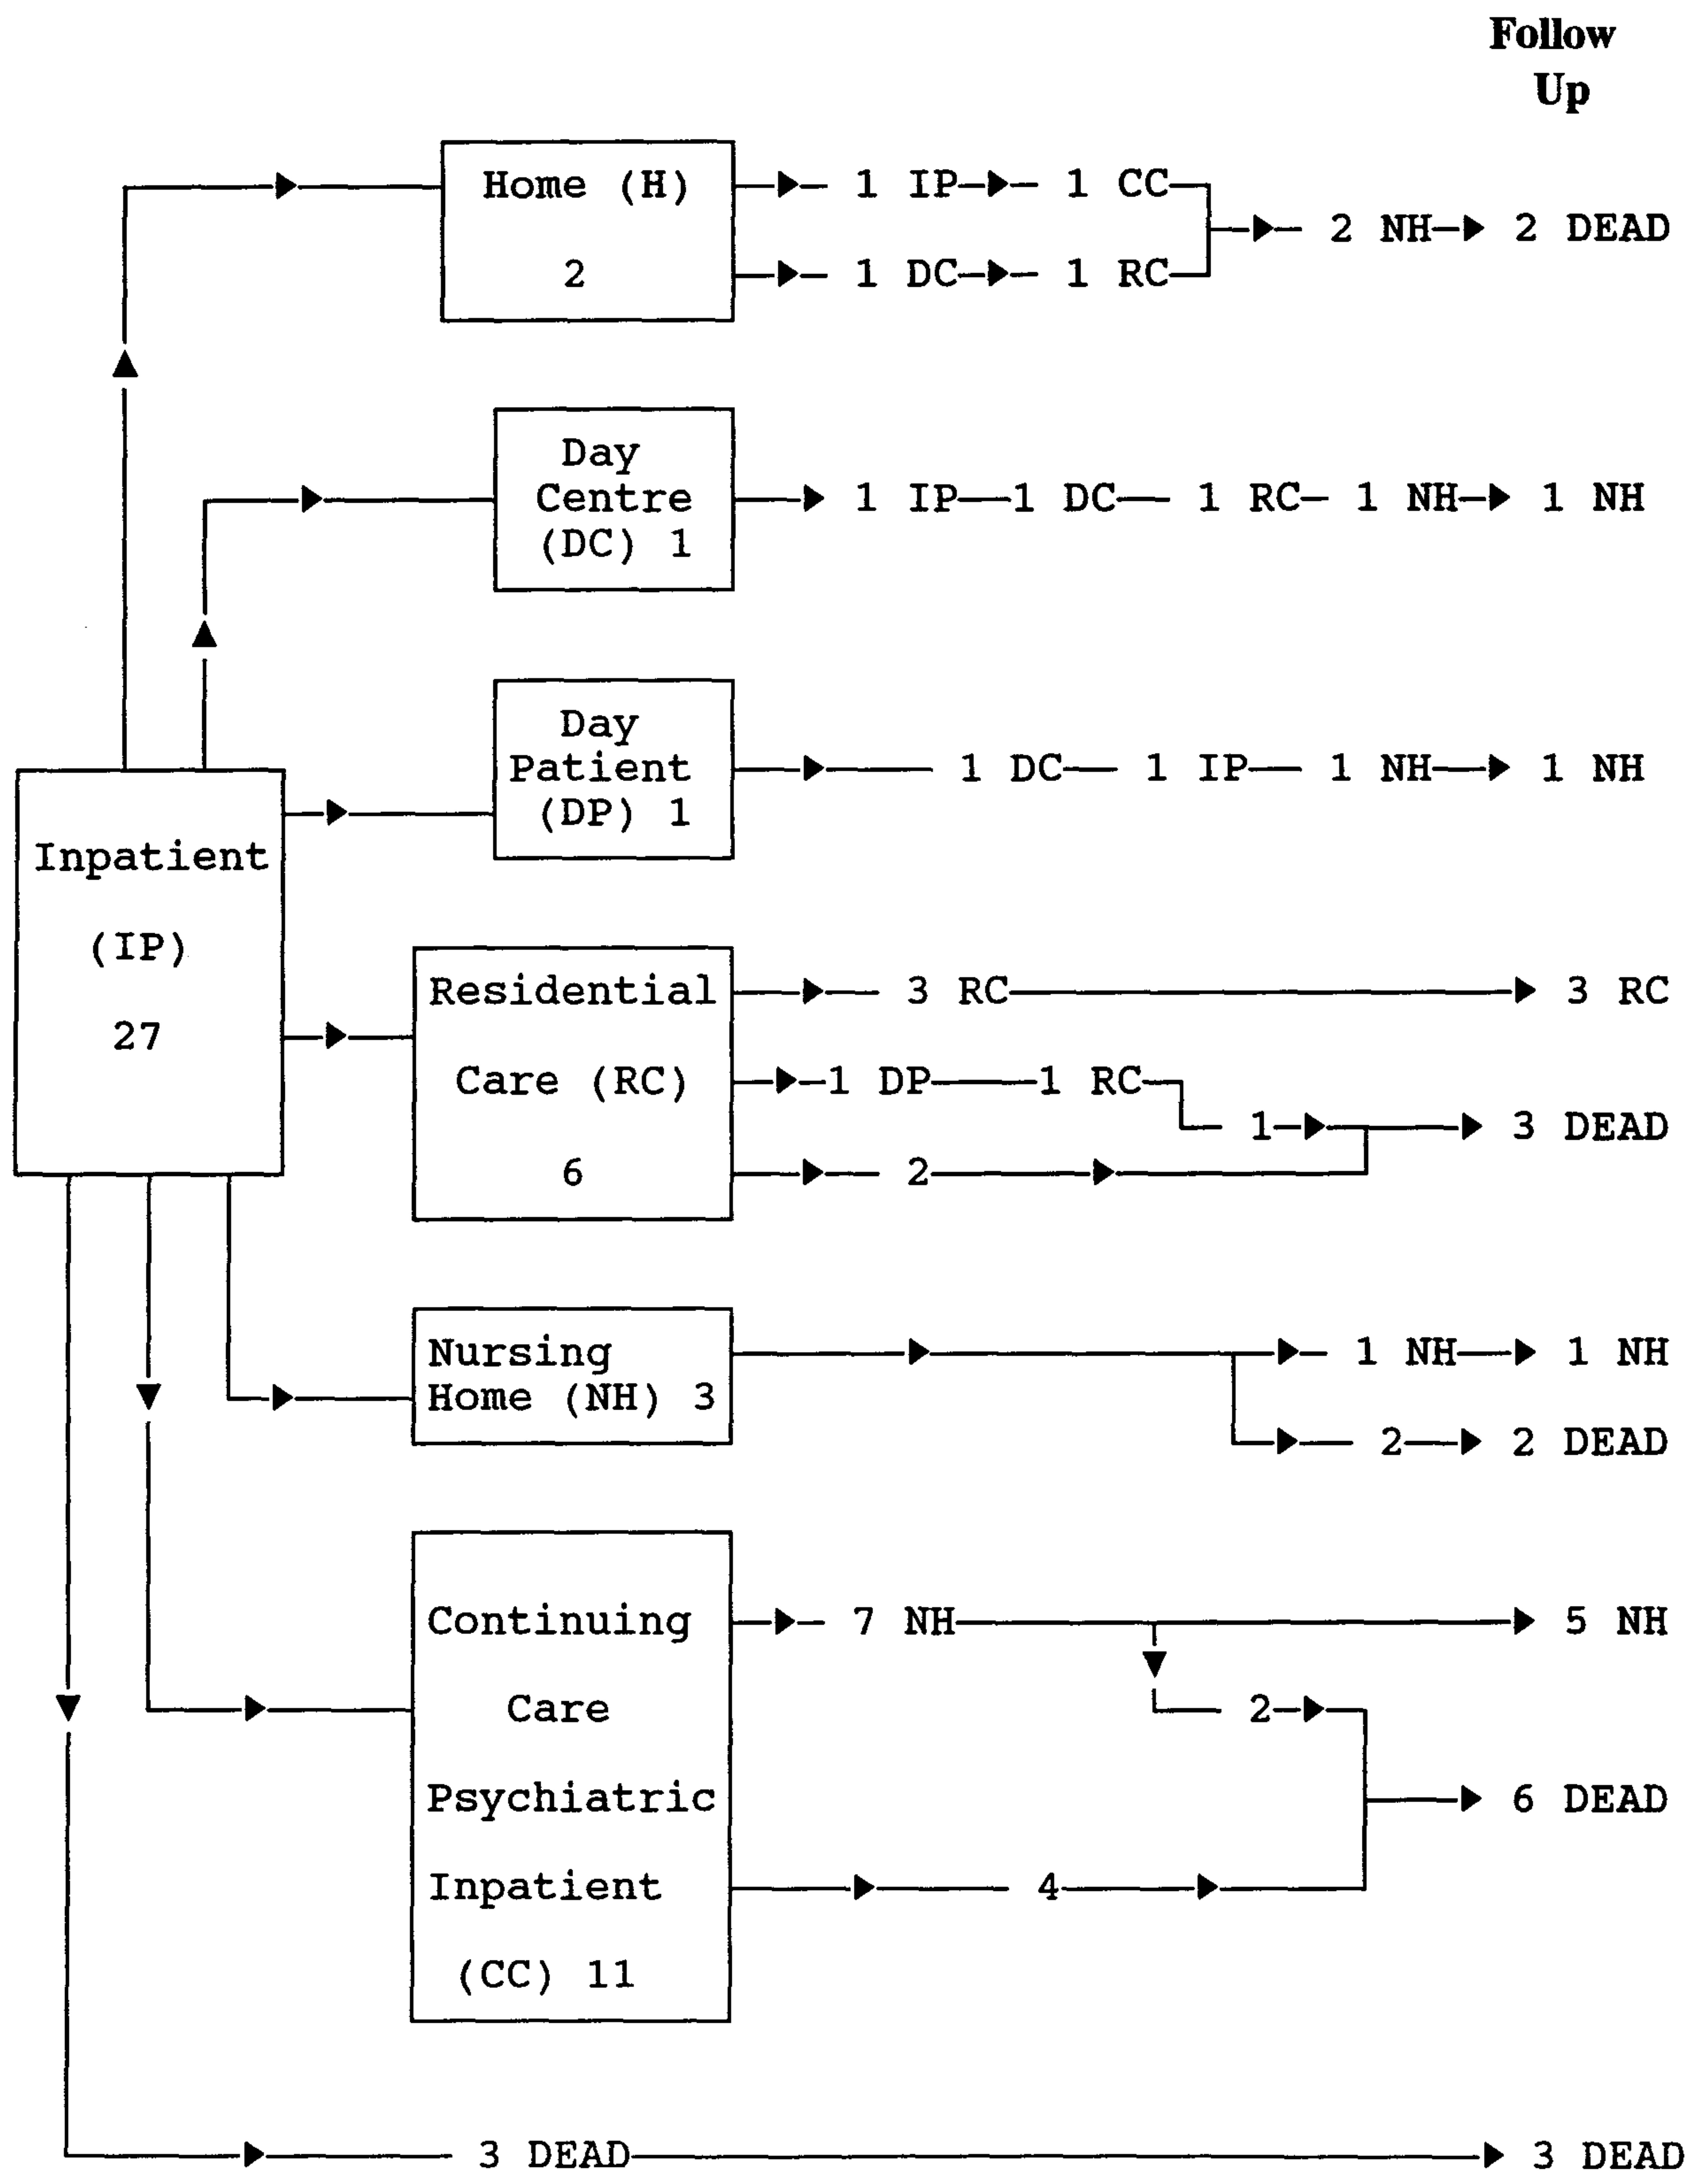 Follow
Up
Home (H)
2
1 IP 1 CC
1 DC 1 RC
2 NH 2 DEAD
Day
Centre
(DC) 1
1 IP 1 DC 1 RC 1 NH 1 NH
Day
Patient
(DP) 1
1 DC 1 IP 1 NH 1 NH
Inpatient
(IP)
27
Residential
Care (RC)
6
3 RC 3 RC
1 DP 1 RC
1 3 DEAD
2
Nursing
Home (NH) 3
1 NH 1 NH
2 2 DEAD
Continuing
Care
Psychiatric
Inpatient
(CC) 11
7 NH 5 NH
2
6 DEAD
4
3 DEAD 3 DEAD